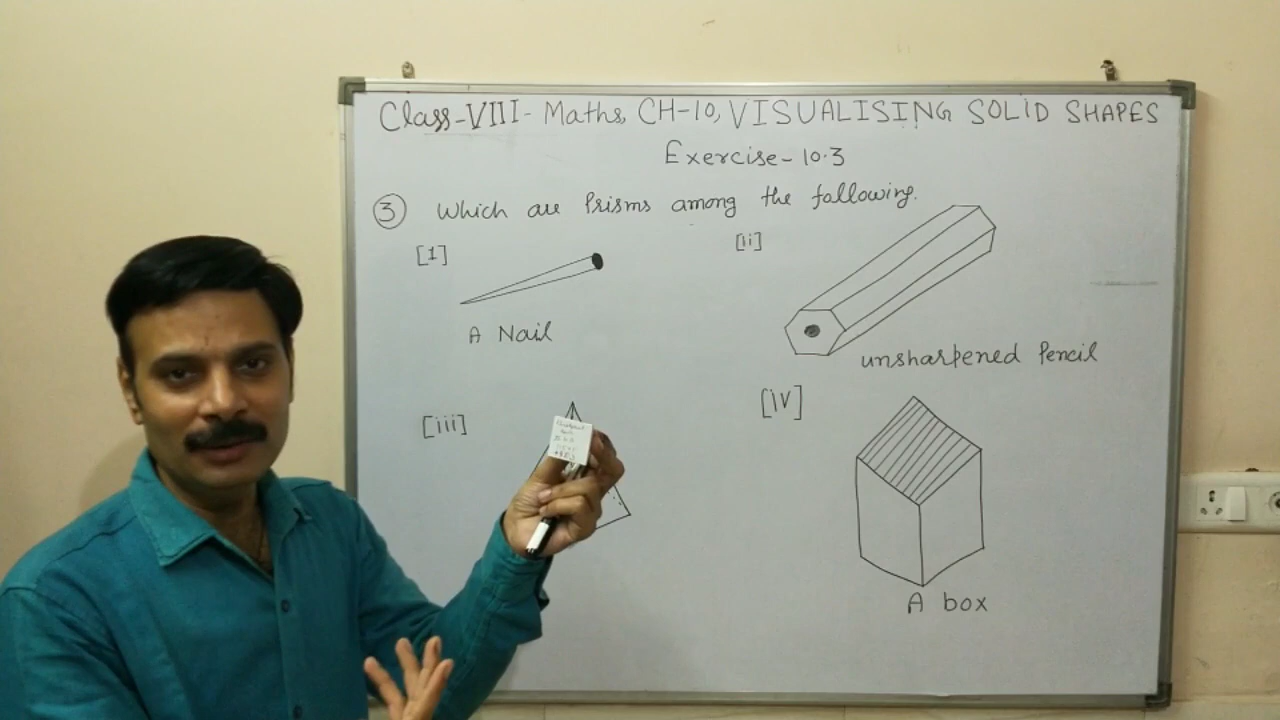 Class-VIII- Maths, CH-10, VISUALISING SOLID SHAPES
Exercise- 10.3
3 Which are Prisms among the following.
[1]
[ii]
A Nail
unsharpened Pencil
[iii]
[iv]
A box